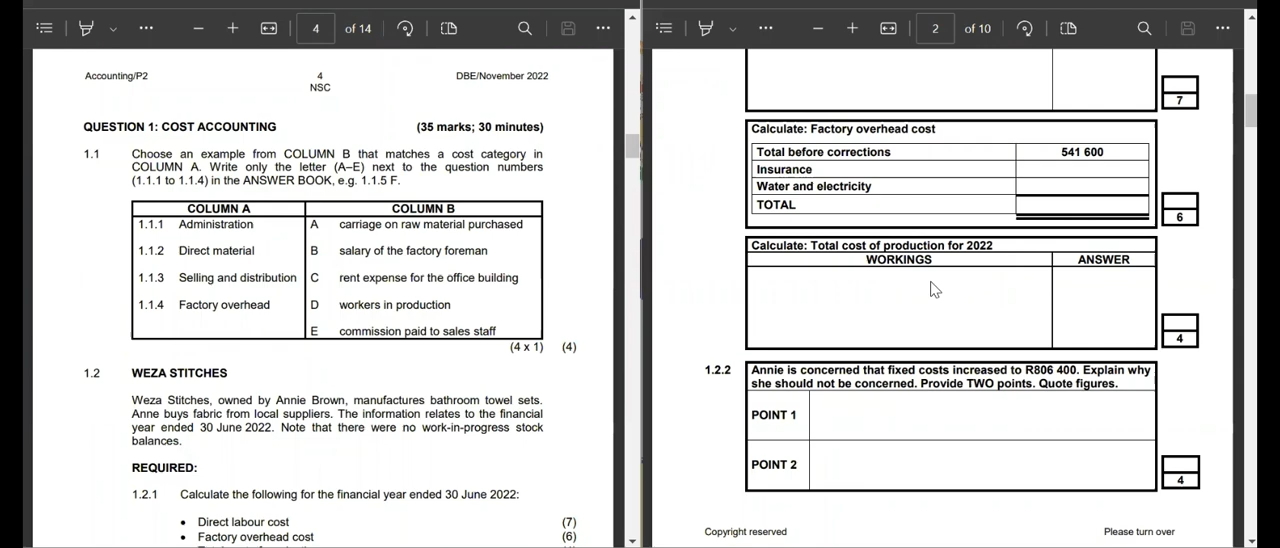 4 of 14
2 of 10
Accounting/P2 4 DBE/November 2022
NSC
QUESTION 1: COST ACCOUNTING (35 marks; 30 minutes)
1.1 Choose an example from COLUMN B that matches a cost category in
COLUMN A. Write only the letter (A–E) next to the question numbers
(1.1.1 to 1.1.4) in the ANSWER BOOK, e.g. 1.1.5 F.
COLUMN A COLUMN B
1.1.1 Administration A carriage on raw material purchased
1.1.2 Direct material B salary of the factory foreman
1.1.3 Selling and distribution C rent expense for the office building
1.1.4 Factory overhead D workers in production
E commission paid to sales staff
(4 x 1) (4)
1.2 WEZA STITCHES
Weza Stitches, owned by Annie Brown, manufactures bathroom towel sets.
Anne buys fabric from local suppliers. The information relates to the financial
year ended 30 June 2022. Note that there were no work-in-progress stock
balances.
REQUIRED:
1.2.1 Calculate the following for the financial year ended 30 June 2022:
• Direct labour cost (7)
• Factory overhead cost (6)
7
Calculate: Factory overhead cost
Total before corrections 541 600
Insurance
Water and electricity
TOTAL
6
Calculate: Total cost of production for 2022
WORKINGS ANSWER
4
1.2.2 Annie is concerned that fixed costs increased to R806 400. Explain why
she should not be concerned. Provide TWO points. Quote figures.
POINT 1
POINT 2
4
Copyright reserved Please turn over